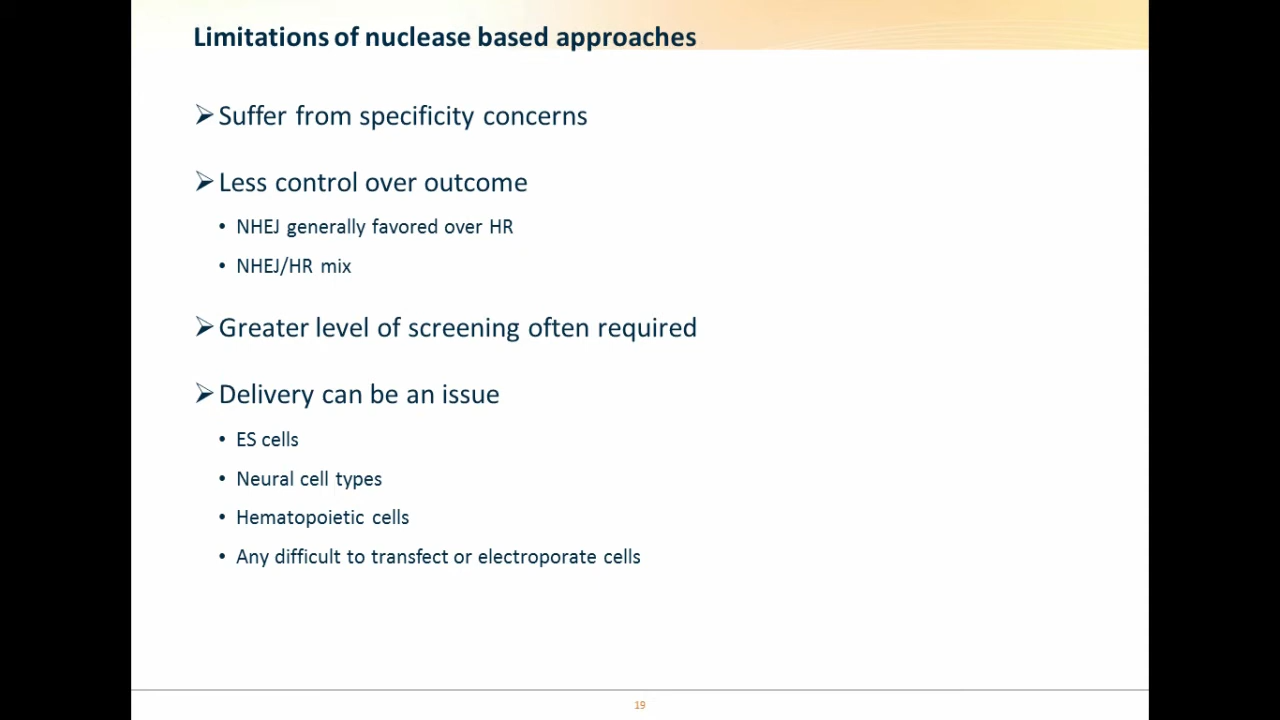 Limitations of nuclease based approaches
➢Suffer from specificity concerns
➢Less control over outcome
• NHEJ generally favored over HR
• NHEJ/HR mix
➢Greater level of screening often required
➢Delivery can be an issue
• ES cells
• Neural cell types
• Hematopoietic cells
• Any difficult to transfect or electroporate cells
19